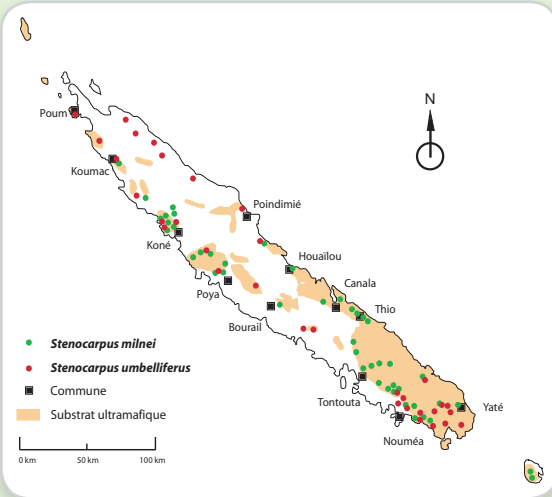 N
Poum
Koumac
Poindimié
Koné
Houaïlou
Canala
Poya
Thio
Bourail
Stenocarpus milnei
Stenocarpus umbelliferus
Commune
Substrat ultramafique
Tontouta
Yaté
Nouméa
0 km 50 km 100 km